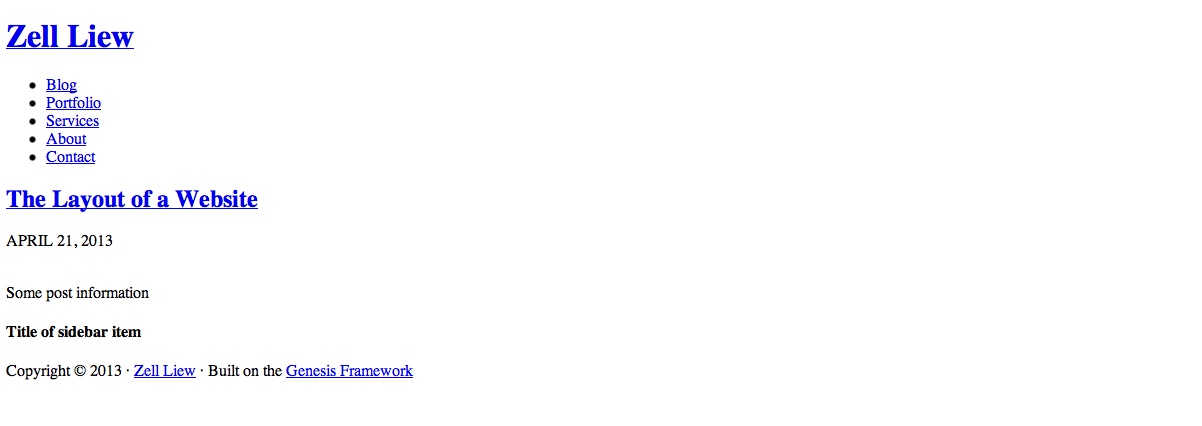 Zell Liew
Blog
Portfolio
Services
About
Contact
The Layout of a Website
APRIL 21, 2013
Some post information
Title of sidebar item
Copyright © 2013 · Zell Liew · Built on the Genesis Framework